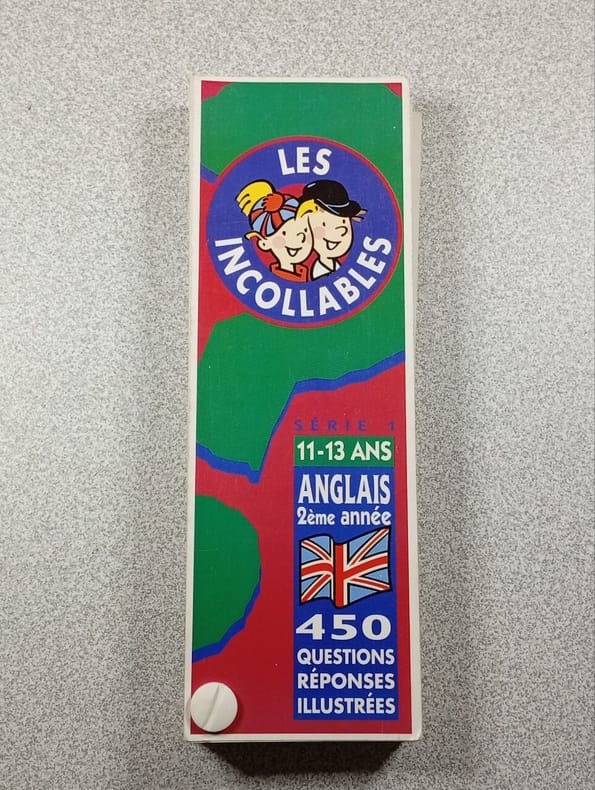 LES
INCOLLABLES
SÉRIE 1
11-13 ANS
ANGLAIS
2ème année
450
QUESTIONS
RÉPONSES
ILLUSTRÉES